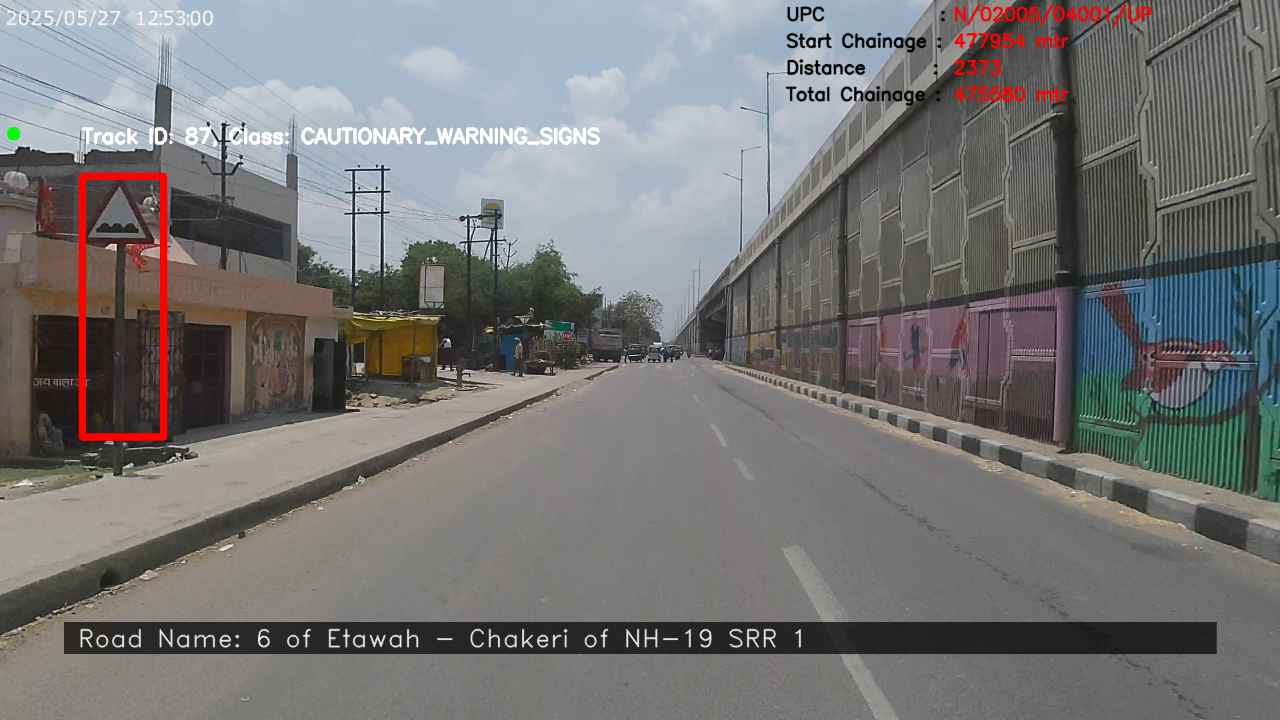 2025/05/27 12:53:00
UPC : N/02005/04001/UP
Start Chainage : 477954 mtr
Distance : 2373
Total Chainage : 475580 mtr
Track ID: 87, Class: CAUTIONARY_WARNING_SIGNS
जय बाला
Road Name: 6 of Etawah - Chakeri of NH-19 SRR 1